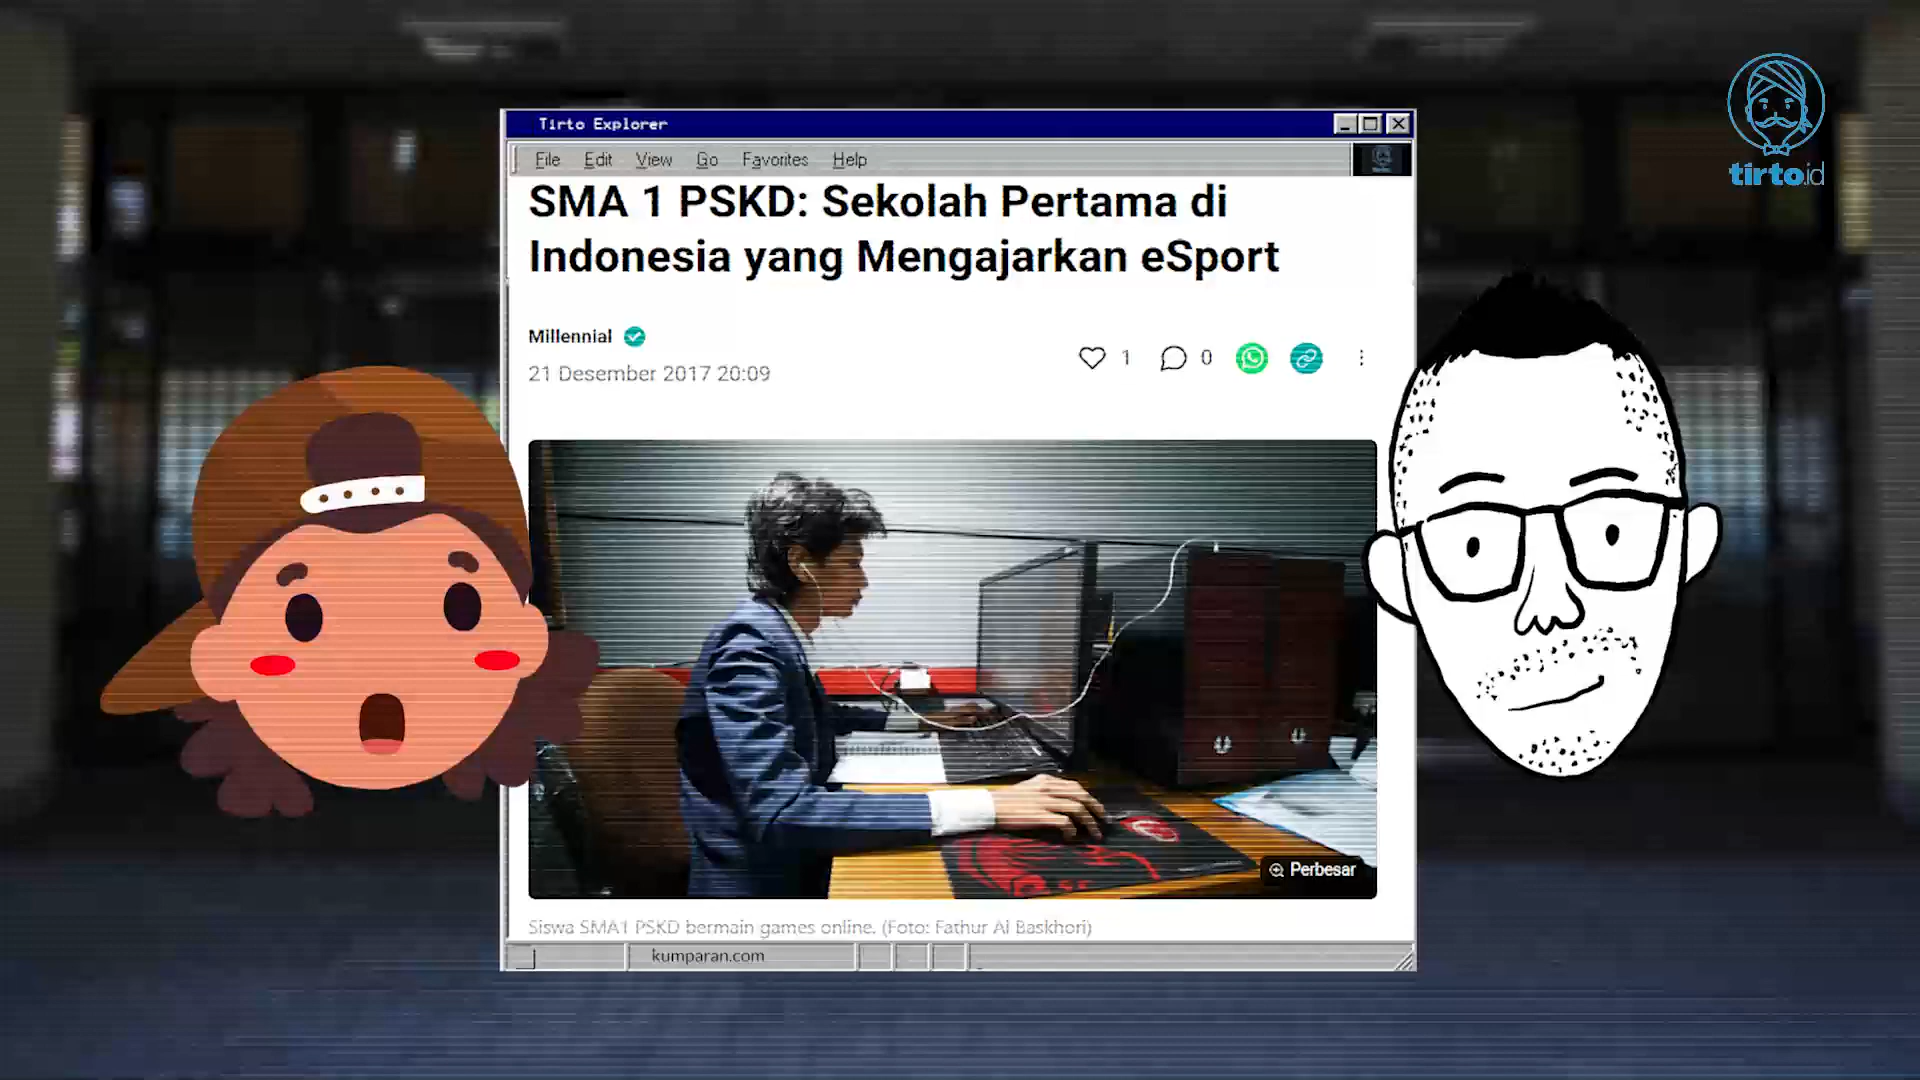 Tirto Explorer
File Edit View Go Favorites Help
tirto.id
SMA 1 PSKD: Sekolah Pertama di
Indonesia yang Mengajarkan eSport
Millennial
21 Desember 2017 20:09
1 0
Perbesar
Siswa SMA1 PSKD bermain games online. (Foto: Fathur Al Baskhori)
kumparan.com